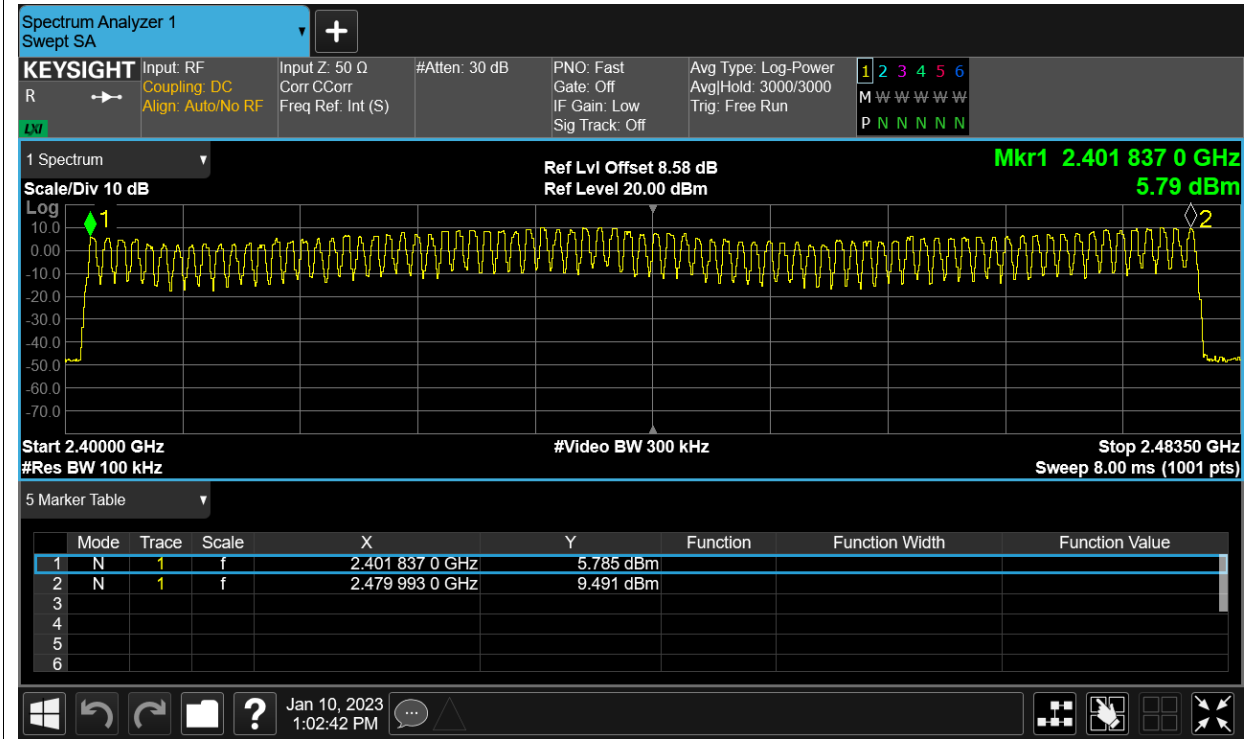 Spectrum Analyzer 1
Swept SA
KEYSIGHT
R
LXI
Input: RF
Coupling: DC
Align: Auto/No RF
Input Z: 50 Ω
Corr CCorr
Freq Ref: Int (S)
#Atten: 30 dB
PNO: Fast
Gate: Off
IF Gain: Low
Sig Track: Off
Avg Type: Log-Power
Avg|Hold: 3000/3000
Trig: Free Run
1 2 3 4 5 6
M W W W W W
P N N N N N
1 Spectrum
Scale/Div 10 dB
Ref Lvl Offset 8.58 dB
Ref Level 20.00 dBm
Mkr1 2.401 837 0 GHz
5.79 dBm
Log
1
2
10.0
0.00
-10.0
-20.0
-30.0
-40.0
-50.0
-60.0
-70.0
Start 2.40000 GHz
#Res BW 100 kHz
#Video BW 300 kHz
Stop 2.48350 GHz
Sweep 8.00 ms (1001 pts)
5 Marker Table
Mode Trace Scale X Y Function Function Width Function Value
1 N 1 f 2.401 837 0 GHz 5.785 dBm
2 N 1 f 2.479 993 0 GHz 9.491 dBm
3
4
5
6
?
Jan 10, 2023
1:02:42 PM